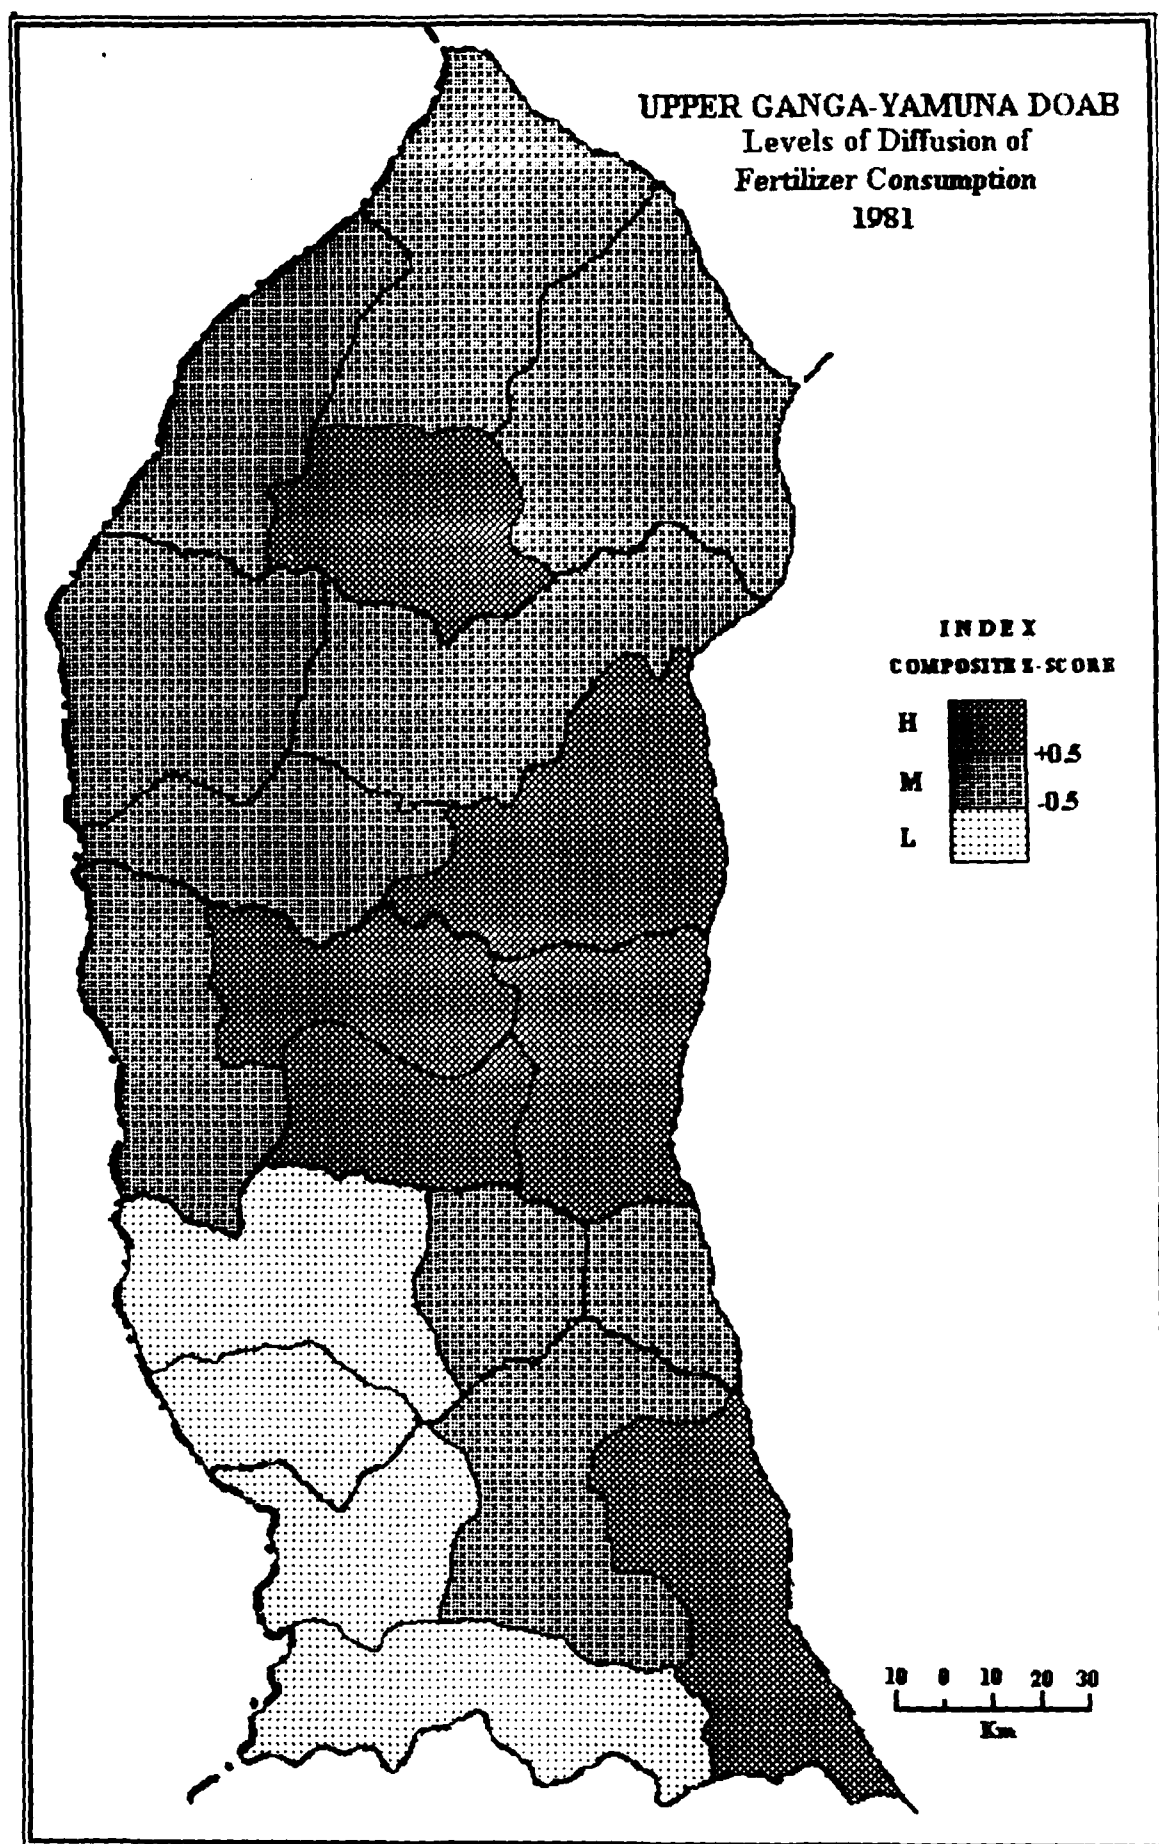 UPPER GANGA-YAMUNA DOAB
Levels of Diffusion of
Fertilizer Consumption
1981
INDEX
COMPOSITE Z-SCORE
H
+0.5
M
-0.5
L
10 0 10 20 30
Km